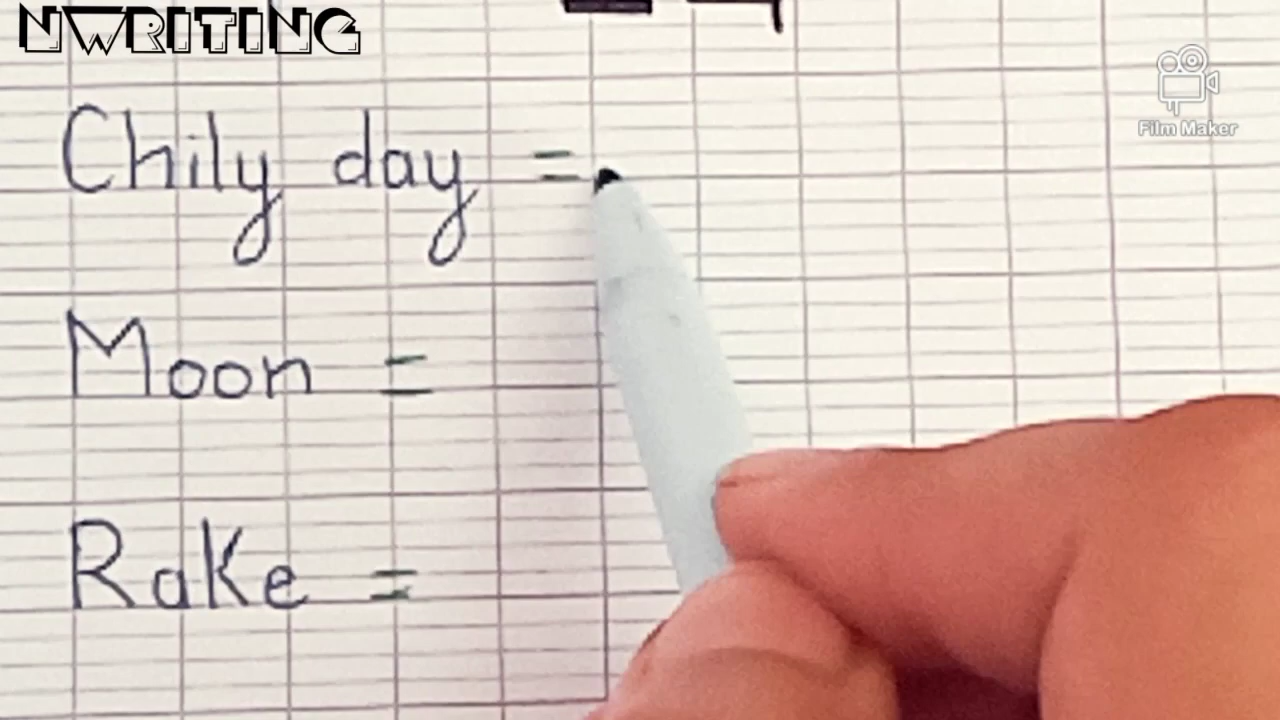 NWRITING
Film Maker
Chily day =
Moon =
Rake =